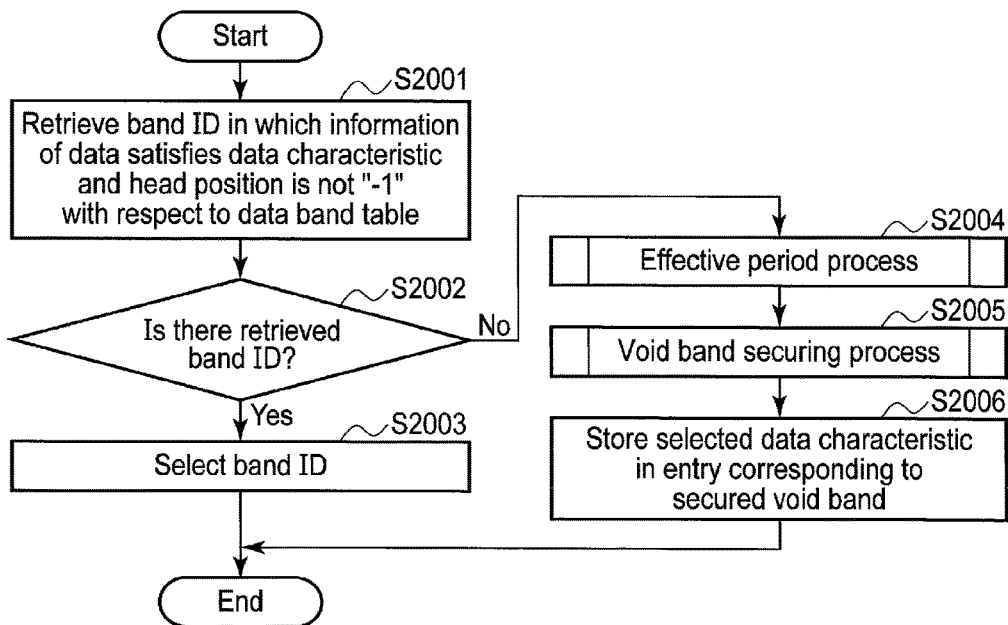 Start
S2001
Retrieve band ID in which information
of data satisfies data characteristic
and head position is not "-1"
with respect to data band table
S2002
Is there retrieved
band ID?
No
Yes
S2003
Select band ID
S2004
Effective period process
S2005
Void band securing process
S2006
Store selected data characteristic
in entry corresponding to
secured void band
End